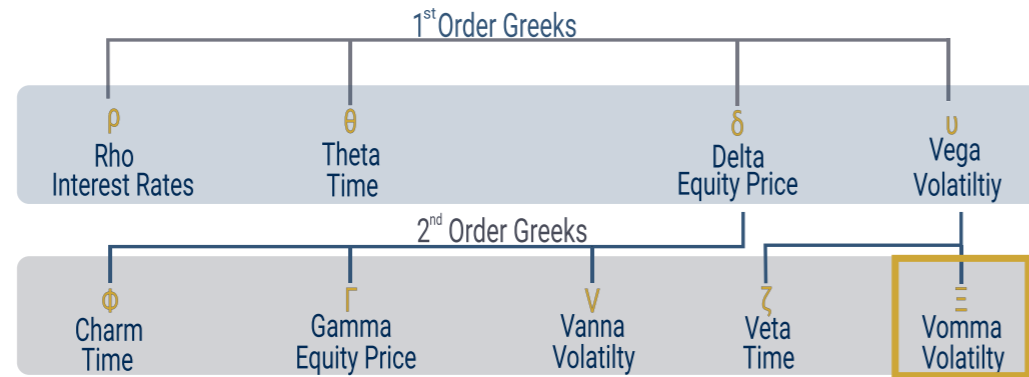 1st Order Greeks
ρ θ δ υ
Rho Theta Delta Vega
Interest Rates Time Equity Price Volatiltiy
2nd Order Greeks
Φ Γ V ζ Ξ
Charm Gamma Vanna Veta Vomma
Time Equity Price Volatilty Time Volatilty